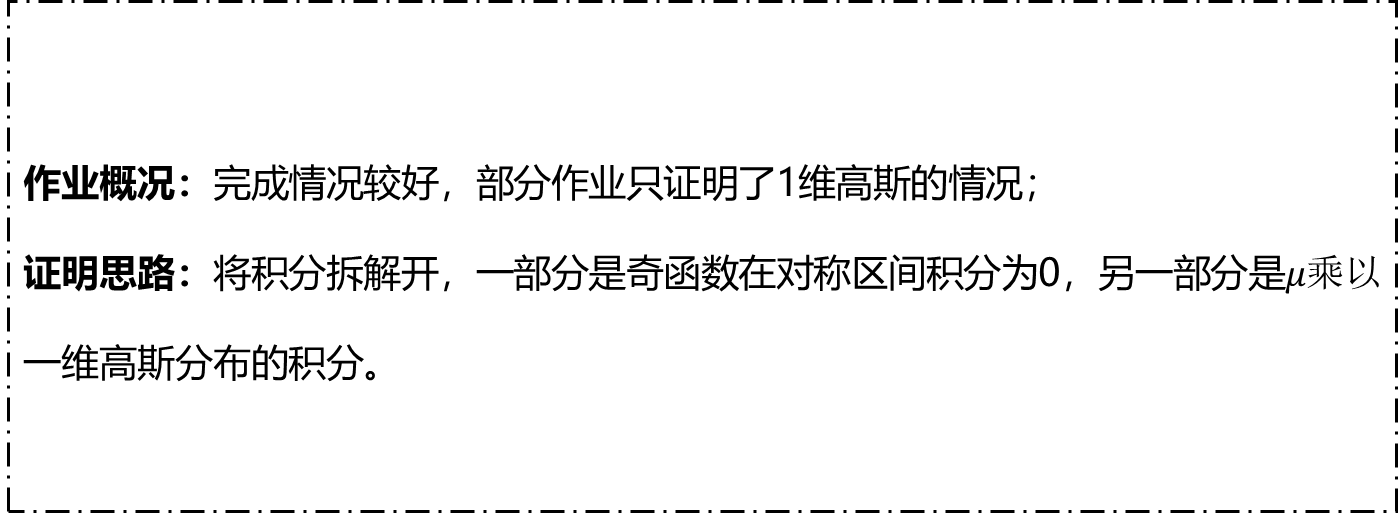 作业概况：完成情况较好，部分作业只证明了1维高斯的情况；
证明思路：将积分拆解开，一部分是奇函数在对称区间积分为0，另一部分是μ乘以
一维高斯分布的积分。